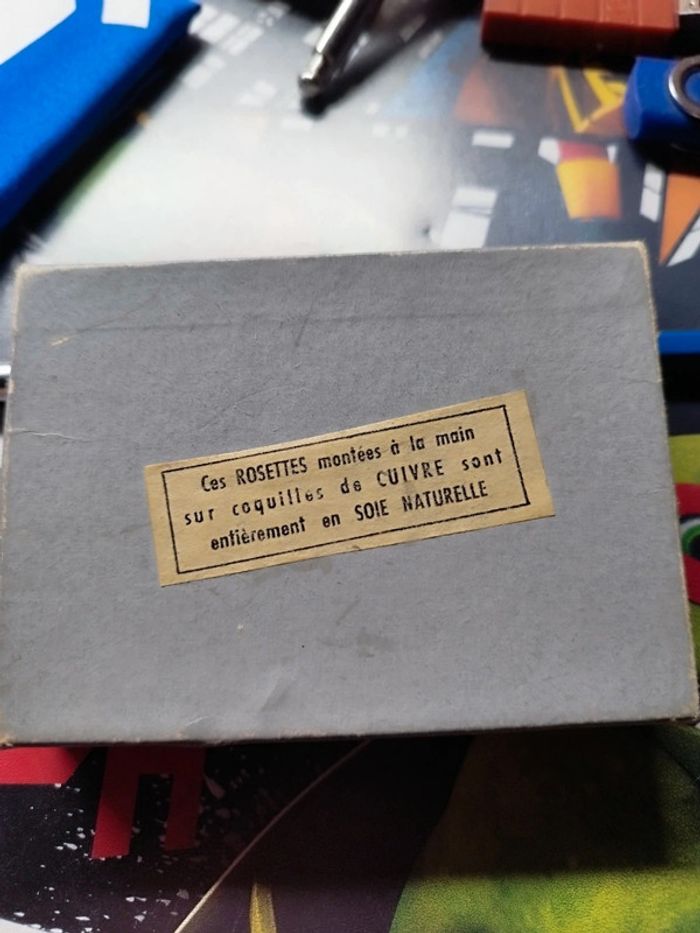 Ces ROSETTES montées à la main
sur coquilles de CUIVRE sont
entièrement en SOIE NATURELLE